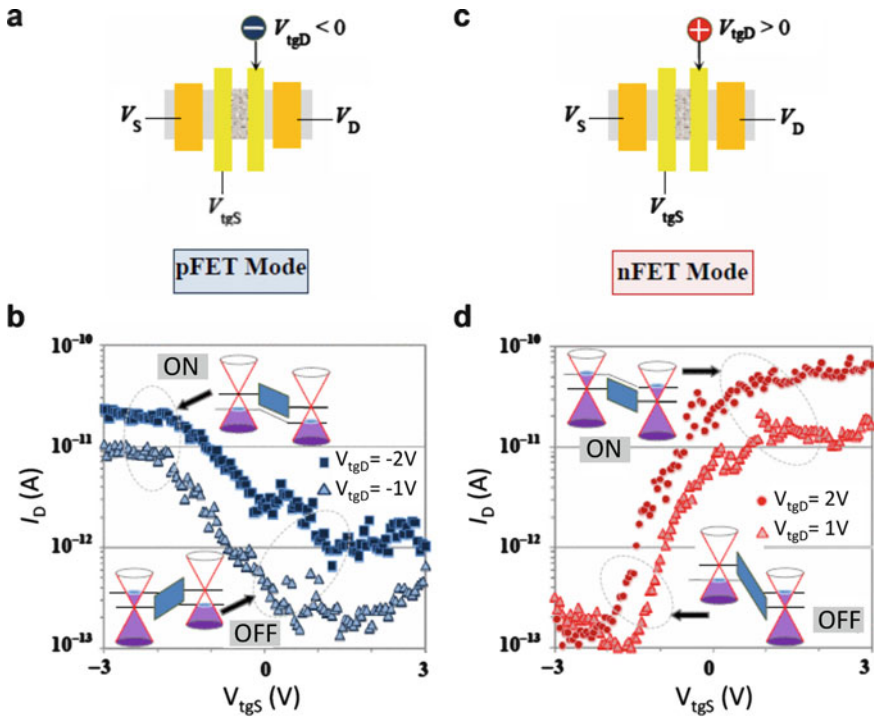 a
V_tgD < 0
V_S
V_D
V_tgS
pFET Mode
c
V_tgD > 0
V_S
V_D
V_tgS
nFET Mode
b
10⁻¹⁰
10⁻¹¹
10⁻¹²
10⁻¹³
I_D (A)
ON
V_tgD= -2V
V_tgD= -1V
OFF
−3
0
3
V_tgS (V)
d
10⁻¹⁰
10⁻¹¹
10⁻¹²
10⁻¹³
I_D (A)
ON
V_tgD= 2V
V_tgD= 1V
OFF
−3
0
3
V_tgS (V)